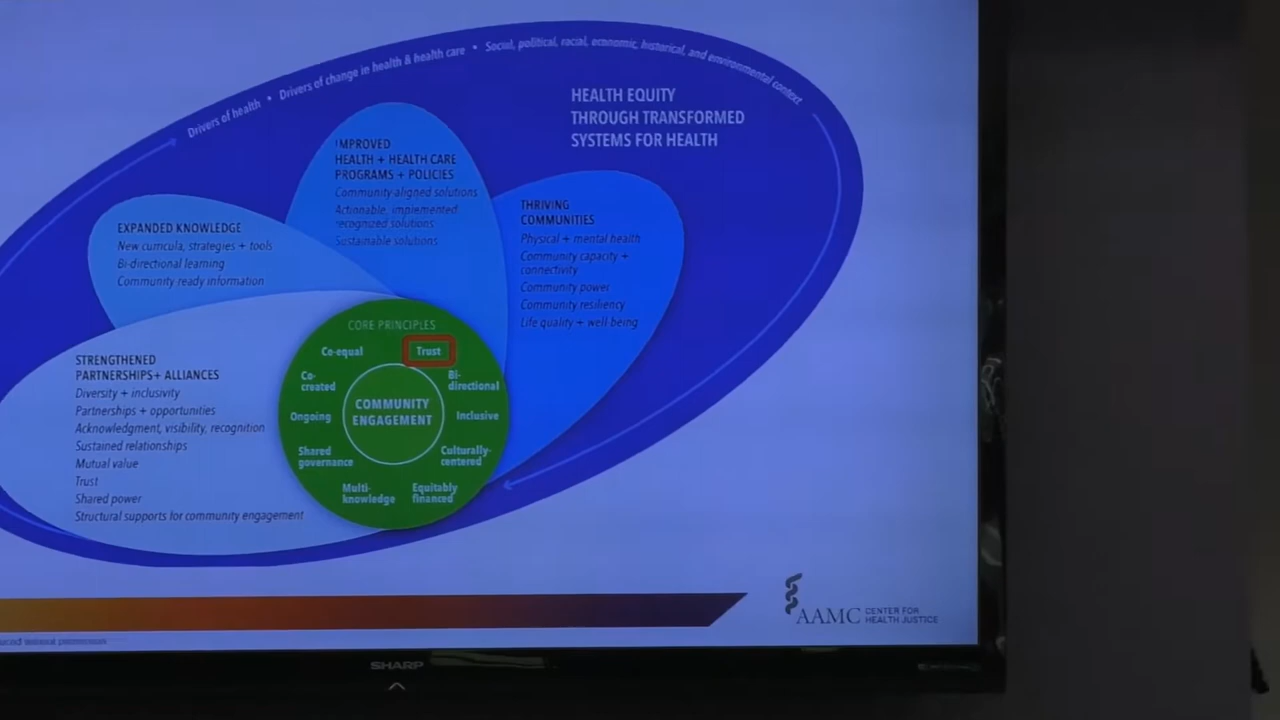 Drivers of health • Drivers of change in health & health care • Social, political, racial, economic, historical, and environmental context
HEALTH EQUITY
THROUGH TRANSFORMED
SYSTEMS FOR HEALTH
IMPROVED
HEALTH + HEALTH CARE
PROGRAMS + POLICIES
Community-aligned solutions
Actionable, implemented
recognized solutions
Sustainable solutions
THRIVING
COMMUNITIES
Physical + mental health
Community capacity +
connectivity
Community power
Community resiliency
Life quality + well being
EXPANDED KNOWLEDGE
New curricula, strategies + tools
Bi-directional learning
Community ready information
STRENGTHENED
PARTNERSHIPS+ ALLIANCES
Diversity + inclusivity
Partnerships + opportunities
Acknowledgment, visibility, recognition
Sustained relationships
Mutual value
Trust
Shared power
Structural supports for community engagement
CORE PRINCIPLES
Co-equal
Trust
Co-
created
Bi-
directional
COMMUNITY
ENGAGEMENT
Ongoing
Inclusive
Shared
governance
Culturally-
centered
Multi-
knowledge
Equitably
financed
AAMC
CENTER FOR
HEALTH JUSTICE
without permission
SHARP